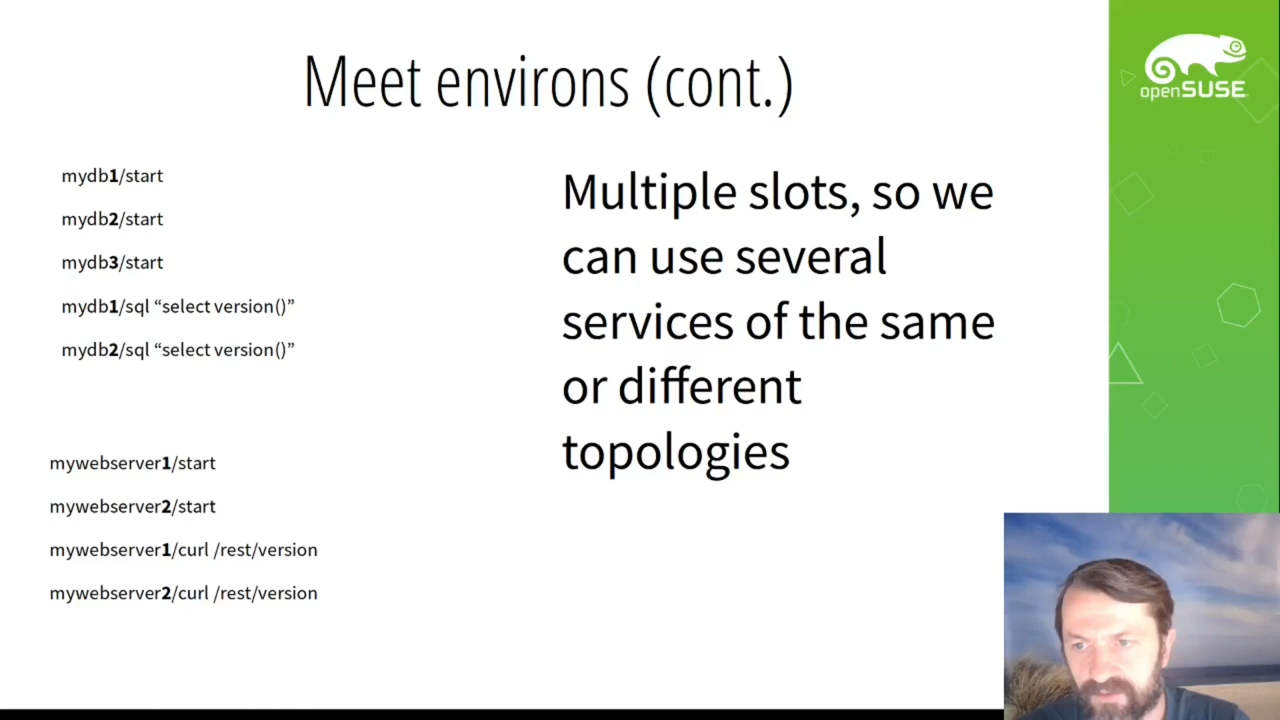 Meet environs (cont.)
openSUSE
mydb1/start
mydb2/start
mydb3/start
mydb1/sql “select version()”
mydb2/sql “select version()”
mywebserver1/start
mywebserver2/start
mywebserver1/curl /rest/version
mywebserver2/curl /rest/version
Multiple slots, so we
can use several
services of the same
or different
topologies